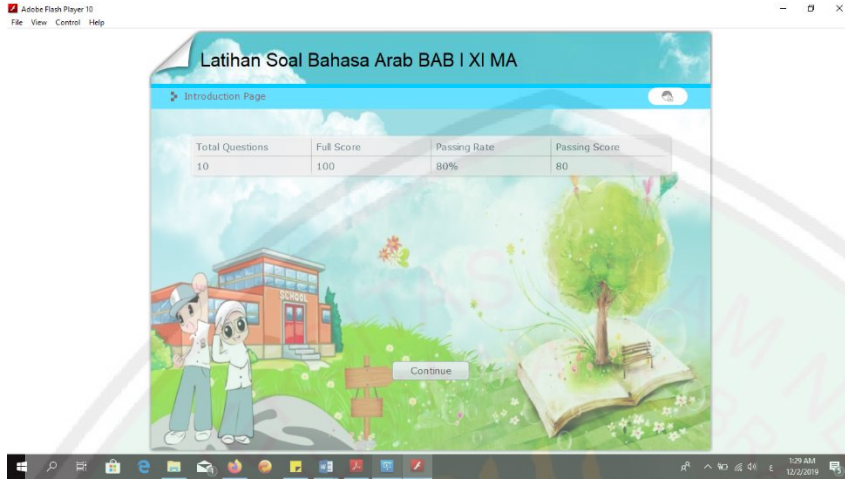 Adobe Flash Player 10
File View Control Help
Latihan Soal Bahasa Arab BAB I XI MA
Introduction Page
Total Questions Full Score Passing Rate Passing Score
10 100 80% 80
SCHOOL
Continue
1:29 AM
12/2/2019